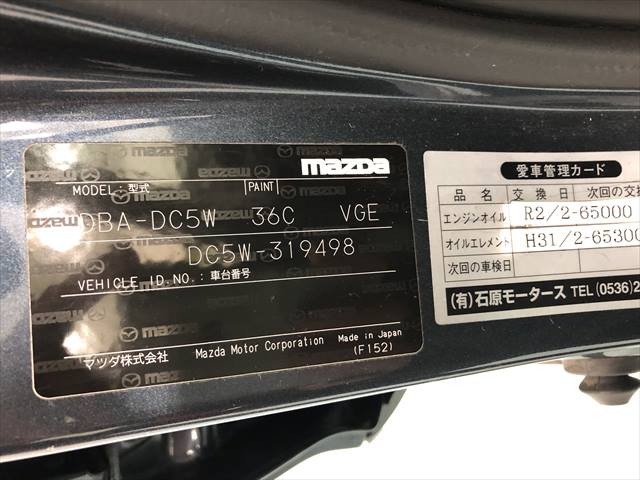 mazda
MODEL:型式 PAINT
DBA-DC5W 36C VGE
DC5W-319498
VEHICLE ID.NO.:車台番号
マツダ株式会社 Mazda Motor Corporation Made in Japan
(F152)
愛車管理カード
品名 交換日 次回の交
エンジンオイル R2/2-65000
オイルエレメント H31/2-65300
次回の車検日
(有)石原モータース TEL(0536)2